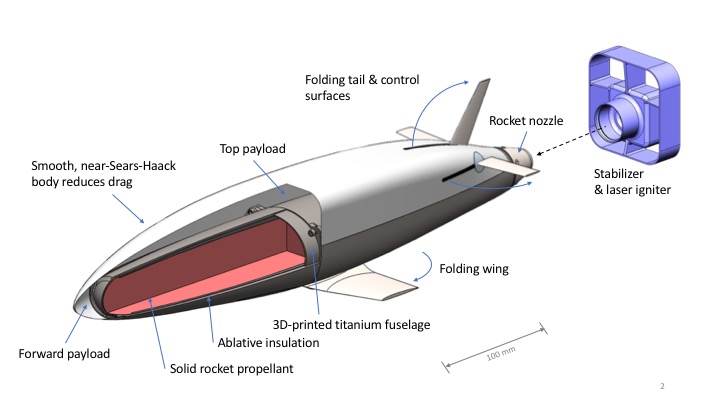 Folding tail & control
surfaces
Rocket nozzle
Top payload
Smooth, near-Sears-Haack
body reduces drag
Stabilizer
& laser igniter
Folding wing
3D-printed titanium fuselage
Ablative insulation
Forward payload
Solid rocket propellant
100 mm
2